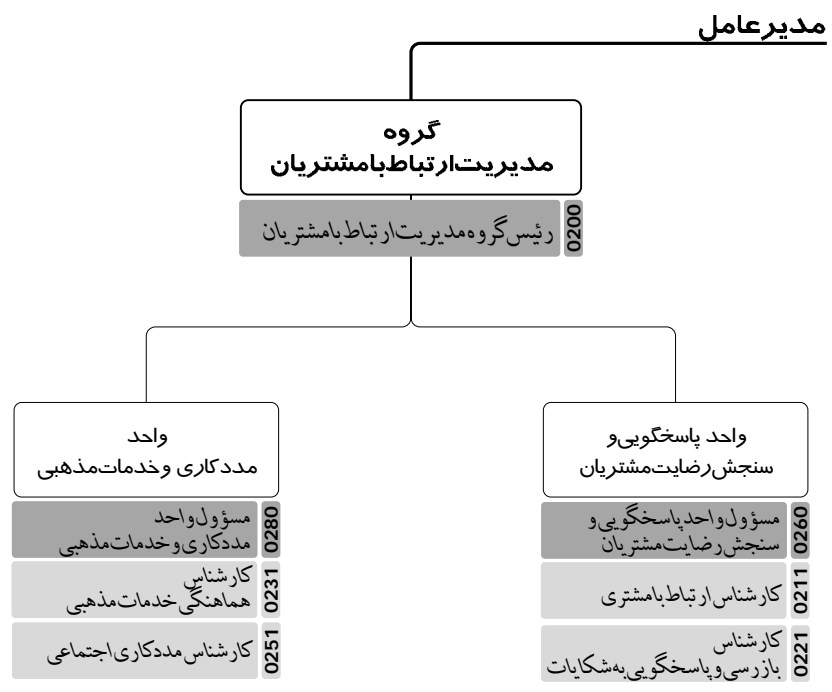 مدیرعامل
گروه
مدیریت ارتباط با مشتریان
رئیس گروه مدیریت ارتباط با مشتریان
0200
واحد پاسخگویی و
سنجش رضایت مشتریان
مسؤول واحد پاسخگویی و
سنجش رضایت مشتریان
0260
کارشناس ارتباط با مشتری
0211
کارشناس
بازرسی و پاسخگویی به شکایات
0221
واحد
مددکاری و خدمات مذهبی
مسؤول واحد
مددکاری و خدمات مذهبی
0280
کارشناس
هماهنگی خدمات مذهبی
0231
کارشناس مددکاری اجتماعی
0251